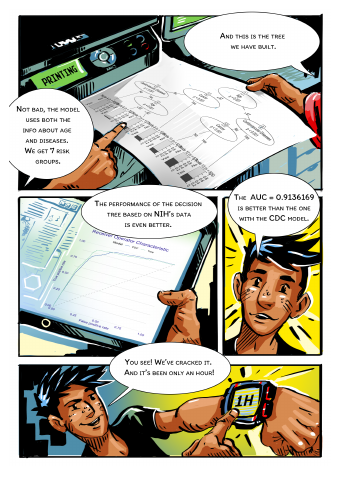 PRINTING
And this is the tree
we have built.
Not bad, the model
uses both the
info about age
and diseases.
We get 7 risk
groups.
The performance of the decision
tree based on NIH's data
is even better.
Receiver Operator Characteristic
The AUC = 0.9136169
is better than the one
with the CDC model.
You see! We've cracked it.
And it's been only an hour!
1H